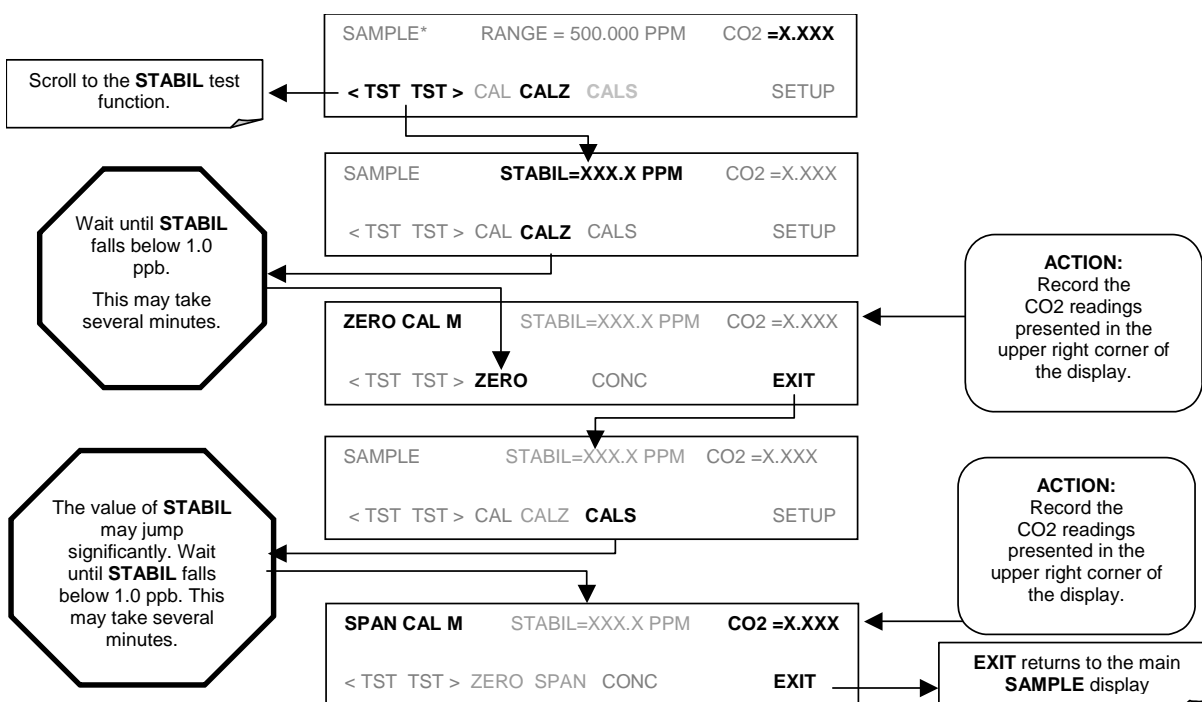 SAMPLE* RANGE = 500.000 PPM CO2 =X.XXX
Scroll to the STABIL test
function.
< TST TST > CAL CALZ CALS SETUP
SAMPLE STABIL=XXX.X PPM CO2 =X.XXX
< TST TST > CAL CALZ CALS SETUP
Wait until STABIL
falls below 1.0
ppb.
This may take
several minutes.
ACTION:
Record the
CO2 readings
presented in the
upper right corner of
the display.
ZERO CAL M STABIL=XXX.X PPM CO2 =X.XXX
< TST TST > ZERO CONC EXIT
SAMPLE STABIL=XXX.X PPM CO2 =X.XXX
< TST TST > CAL CALZ CALS SETUP
The value of STABIL
may jump
significantly. Wait
until STABIL falls
below 1.0 ppb. This
may take several
minutes.
ACTION:
Record the
CO2 readings
presented in the
upper right corner of
the display.
SPAN CAL M STABIL=XXX.X PPM CO2 =X.XXX
< TST TST > ZERO SPAN CONC EXIT
EXIT returns to the main
SAMPLE display